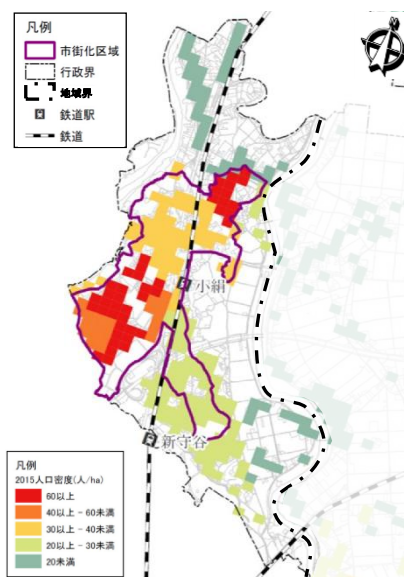 凡例
市街化区域
行政界
地域界
鉄道駅
鉄道
小絹
新守谷
凡例
2015人口密度(人/ha)
60以上
40以上 - 60未満
30以上 - 40未満
20以上 - 30未満
20未満